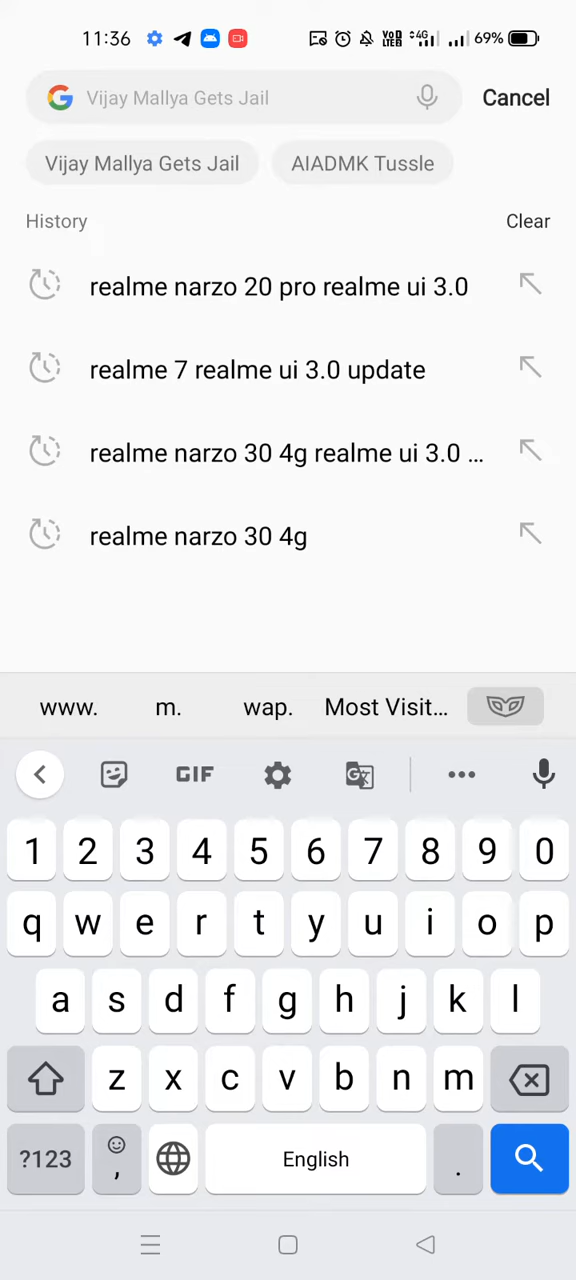 11:36 VoD LTE 4G 69%
Vijay Mallya Gets Jail Cancel
Vijay Mallya Gets Jail AIADMK Tussle
History Clear
realme narzo 20 pro realme ui 3.0
realme 7 realme ui 3.0 update
realme narzo 30 4g realme ui 3.0 ...
realme narzo 30 4g
www. m. wap. Most Visit...
GIF
1 2 3 4 5 6 7 8 9 0
q w e r t y u i o p
a s d f g h j k l
z x c v b n m
?123 , English .